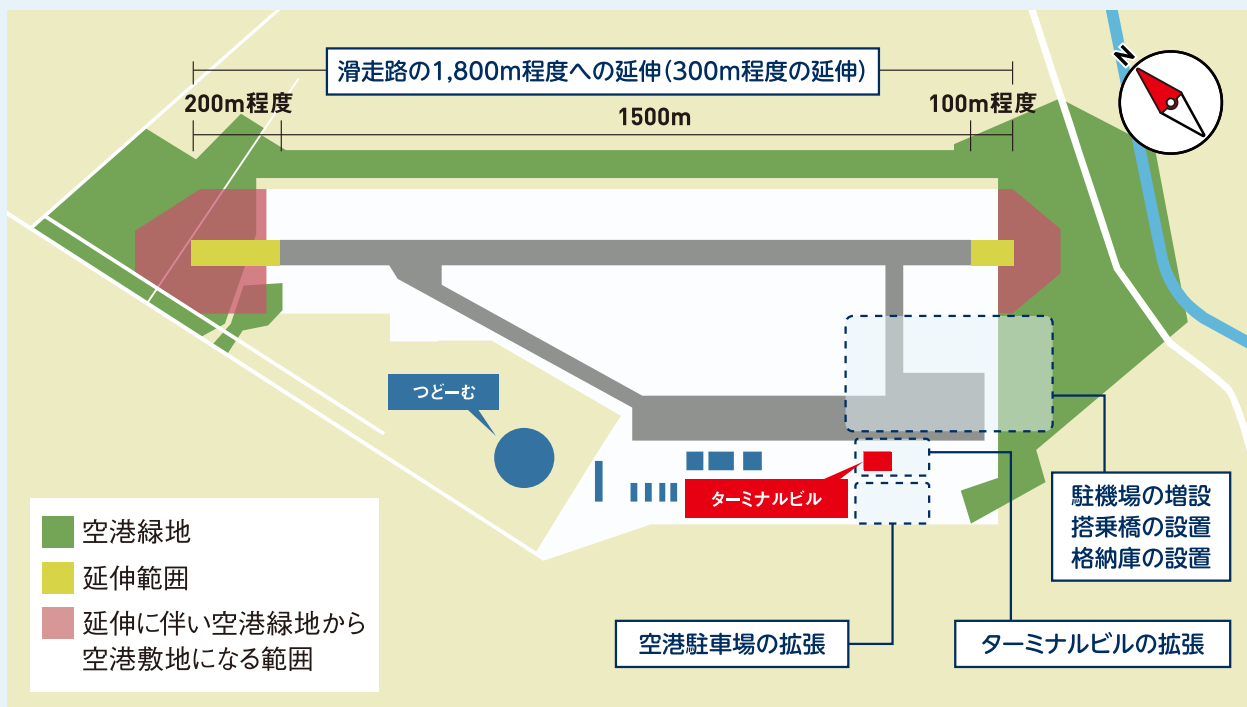 滑走路の1,800m程度への延伸(300m程度の延伸)
200m程度
1500m
100m程度
N
つどーむ
ターミナルビル
空港緑地
延伸範囲
延伸に伴い空港緑地から
空港敷地になる範囲
駐機場の増設
搭乗橋の設置
格納庫の設置
空港駐車場の拡張
ターミナルビルの拡張